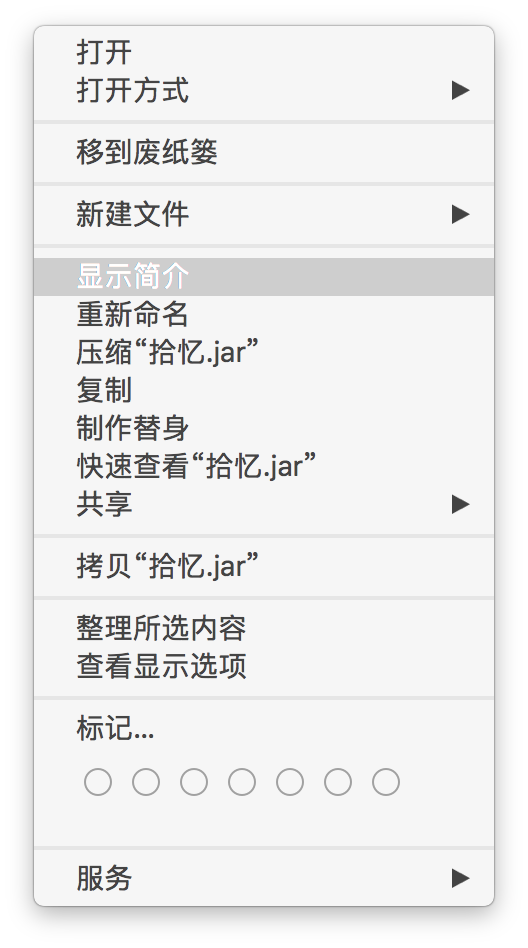 打开
打开方式
移到废纸篓
新建文件
显示简介
重新命名
压缩“拾忆.jar”
复制
制作替身
快速查看“拾忆.jar”
共享
拷贝“拾忆.jar”
整理所选内容
查看显示选项
标记...
服务